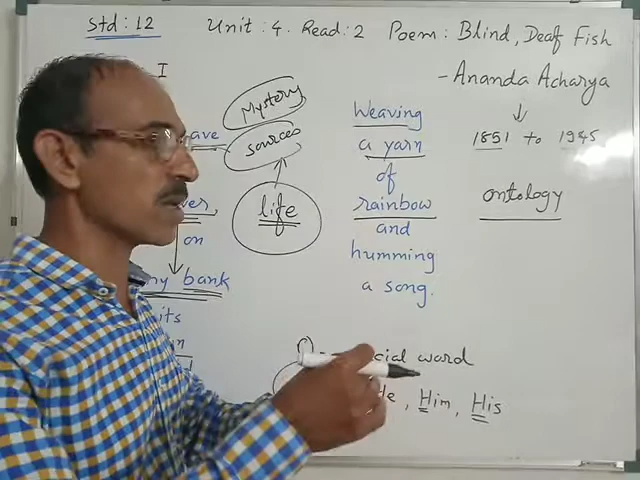 Std: 12 Unit: 4. Read: 2 Poem: Blind, Deaf Fish
- Ananda Acharya
1851 to 1945
ontology
I
Mystery
sources
life
on
bank
its
Weaving
a yarn
of
rainbow
and
humming
a song.
word
Him, His